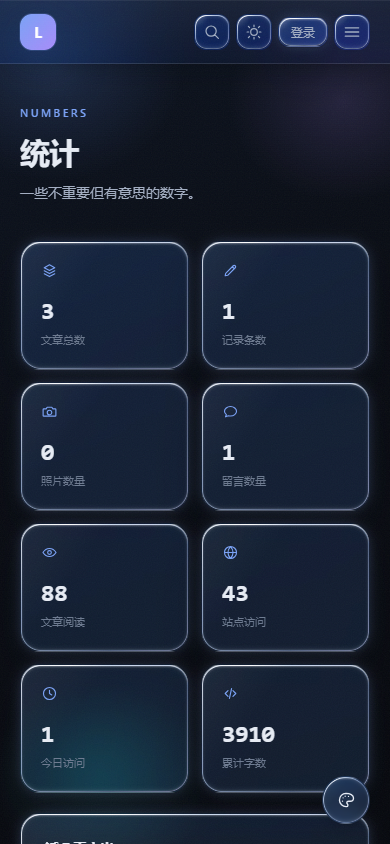 L
登录
NUMBERS
统计
一些不重要但有意思的数字。
3
文章总数
1
记录条数
0
照片数量
1
留言数量
88
文章阅读
43
站点访问
1
今日访问
3910
累计字数